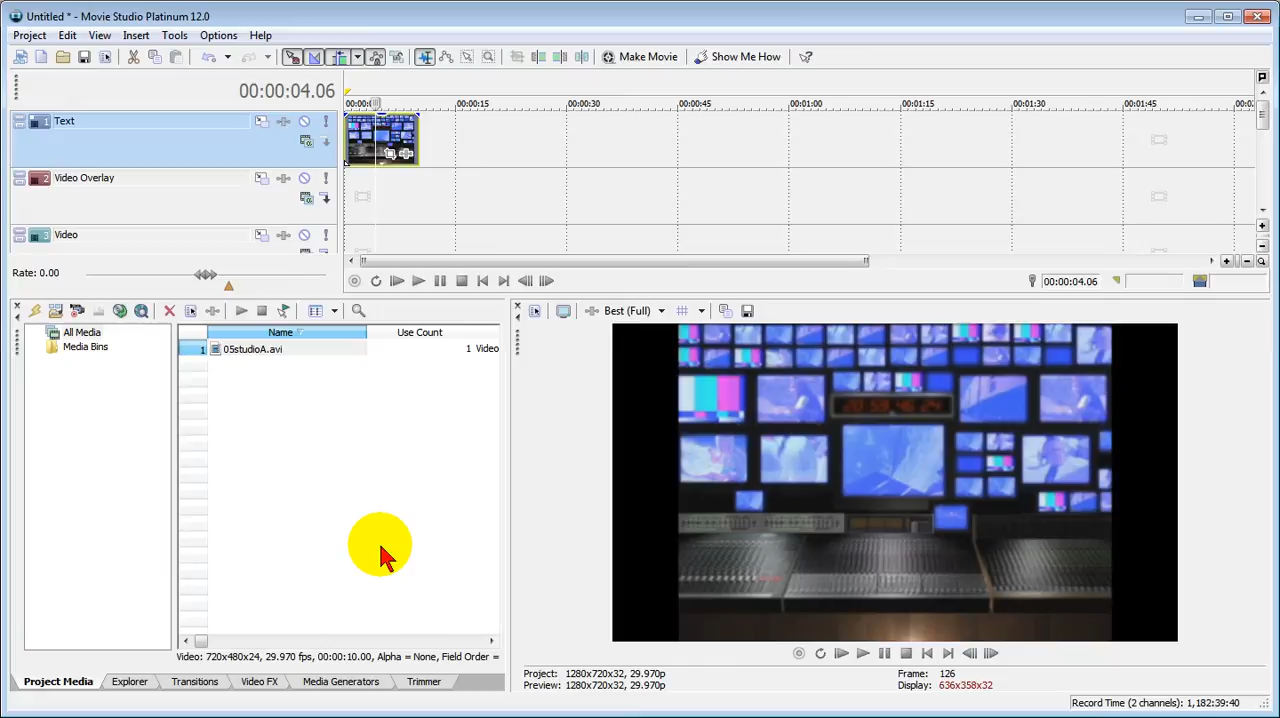 Untitled * - Movie Studio Platinum 12.0
Project Edit View Insert Tools Options Help
Make Movie Show Me How
00:00:04.06
00:00:15 00:00:30 00:00:45 00:01:00 00:01:15 00:01:30 00:01:45
1 Text
2 Video Overlay
3 Video
Rate: 0.00
00:00:04.06
Best (Full)
All Media
Media Bins
Name Use Count
1 05studioA.avi 1 Video
Video: 720x480x24, 29.970 fps, 00:00:10.00, Alpha = None, Field Order =
Project Media Explorer Transitions Video FX Media Generators Trimmer
Project: 1280x720x32, 29.970p Frame: 126
Preview: 1280x720x32, 29.970p Display: 636x358x32
Record Time (2 channels): 1,182:39:40